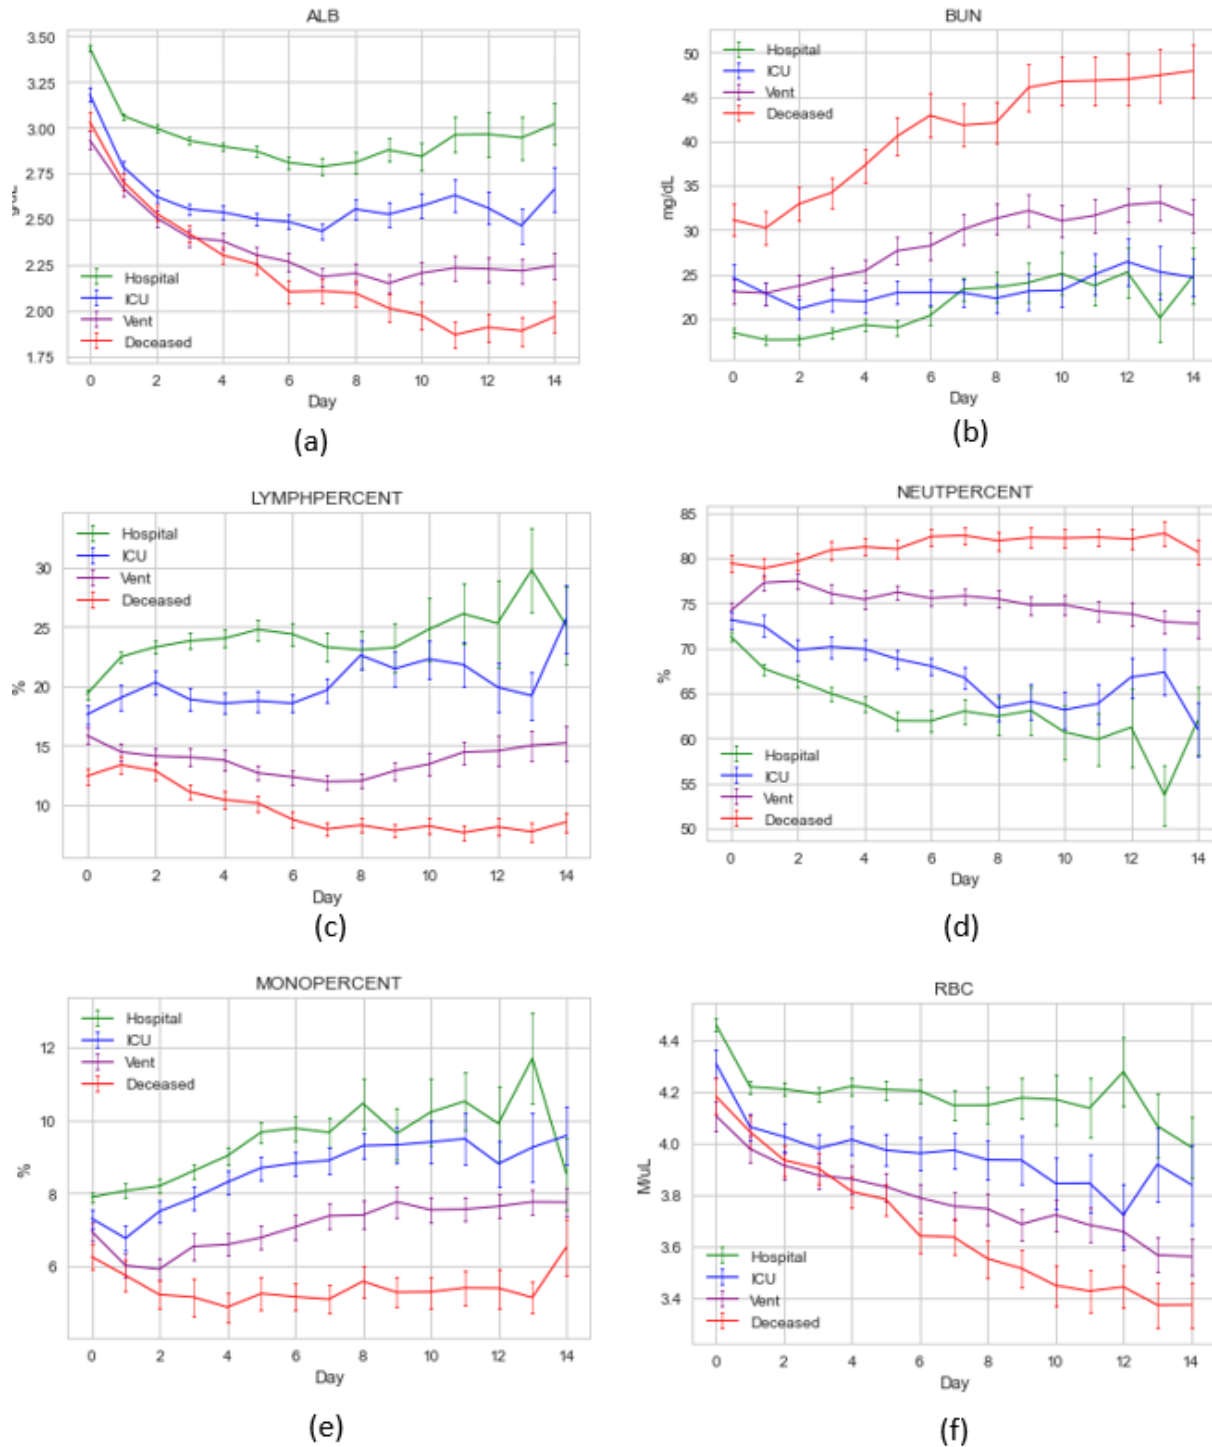 ALB
3.50
3.25
3.00
2.75
2.50
2.25
2.00
1.75
g/dL
Hospital
ICU
Vent
Deceased
0 2 4 6 8 10 12 14
Day
(a)
BUN
50
45
40
35
30
25
20
mg/dL
Hospital
ICU
Vent
Deceased
0 2 4 6 8 10 12 14
Day
(b)
LYMPHPERCENT
30
25
20
15
10
%
Hospital
ICU
Vent
Deceased
0 2 4 6 8 10 12 14
Day
(c)
NEUTPERCENT
85
80
75
70
65
60
55
50
%
Hospital
ICU
Vent
Deceased
0 2 4 6 8 10 12 14
Day
(d)
MONOPERCENT
12
10
8
6
%
Hospital
ICU
Vent
Deceased
0 2 4 6 8 10 12 14
Day
(e)
RBC
4.4
4.2
4.0
3.8
3.6
3.4
M/uL
Hospital
ICU
Vent
Deceased
0 2 4 6 8 10 12 14
Day
(f)